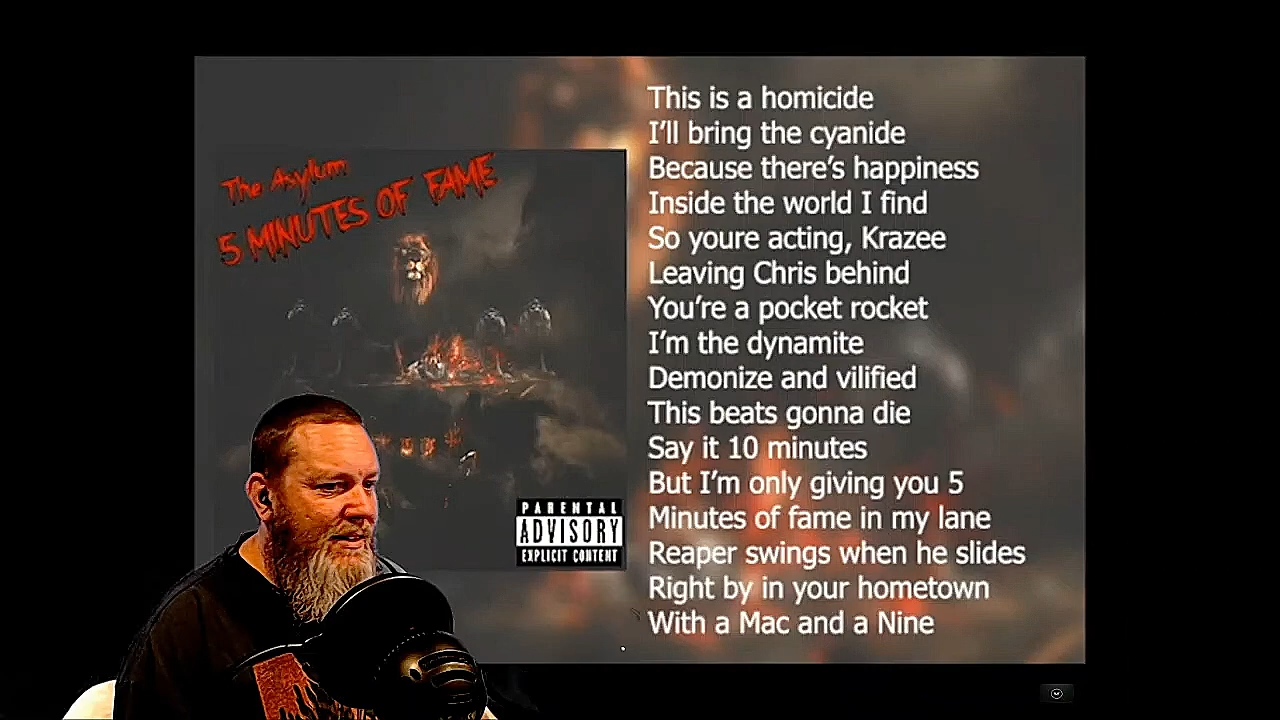 The Asylum
5 MINUTES OF FAME
PARENTAL
ADVISORY
EXPLICIT CONTENT
This is a homicide
I'll bring the cyanide
Because there's happiness
Inside the world I find
So youre acting, Krazee
Leaving Chris behind
You're a pocket rocket
I'm the dynamite
Demonize and vilified
This beats gonna die
Say it 10 minutes
But I'm only giving you 5
Minutes of fame in my lane
Reaper swings when he slides
Right by in your hometown
With a Mac and a Nine